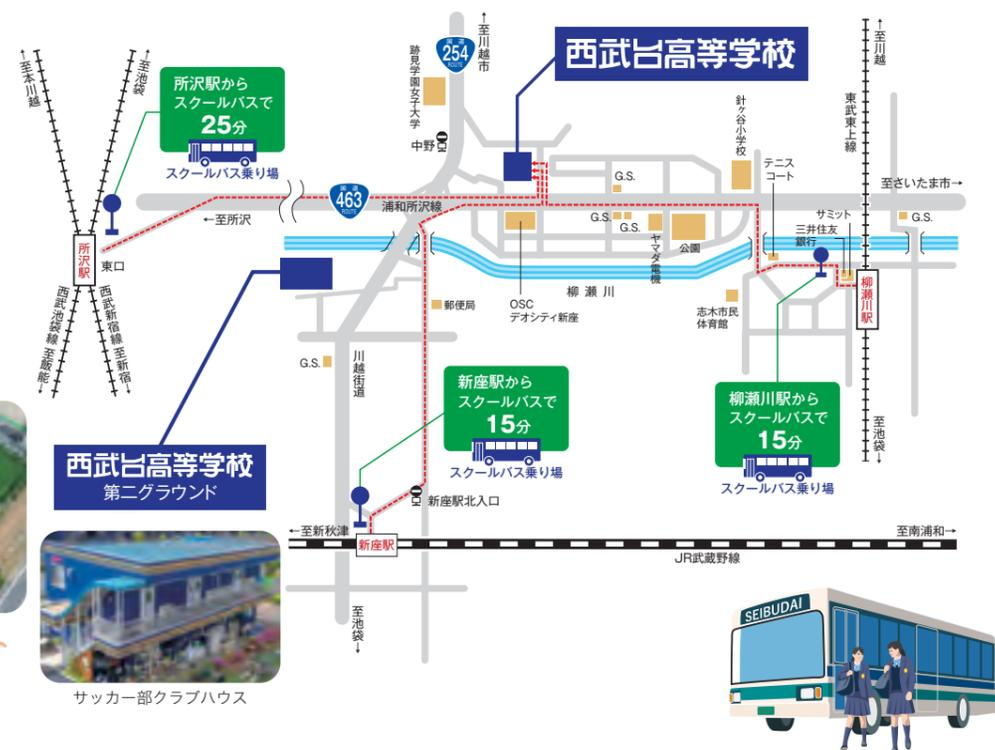 ←至本川越
←至池袋
所沢駅から
スクールバスで
25分
スクールバス乗り場
所沢駅
東口
西武池袋線 至飯能→
西武新宿線 至新宿→
←至所沢
国道
463
ROUTE
浦和所沢線
跡見学園女子大学
国道
254
ROUTE
←至川越市
中野
西武台高等学校
針ヶ谷小学校
テニス
コート
東武東上線
←至川越
至さいたま市→
G.S.
G.S.
G.S.
ヤマダ電機
公園
サミット
三井住友
銀行
G.S.
柳瀬川
OSC
デオシティ新座
郵便局
志木市民
体育館
柳瀬川駅
G.S.
川越街道
新座駅から
スクールバスで
15分
スクールバス乗り場
柳瀬川駅から
スクールバスで
15分
スクールバス乗り場
至池袋→
西武台高等学校
第二グラウンド
新座駅北入口
←至新秋津
新座駅
JR武蔵野線
至南浦和→
至池袋→
サッカー部クラブハウス
SEIBUDAI